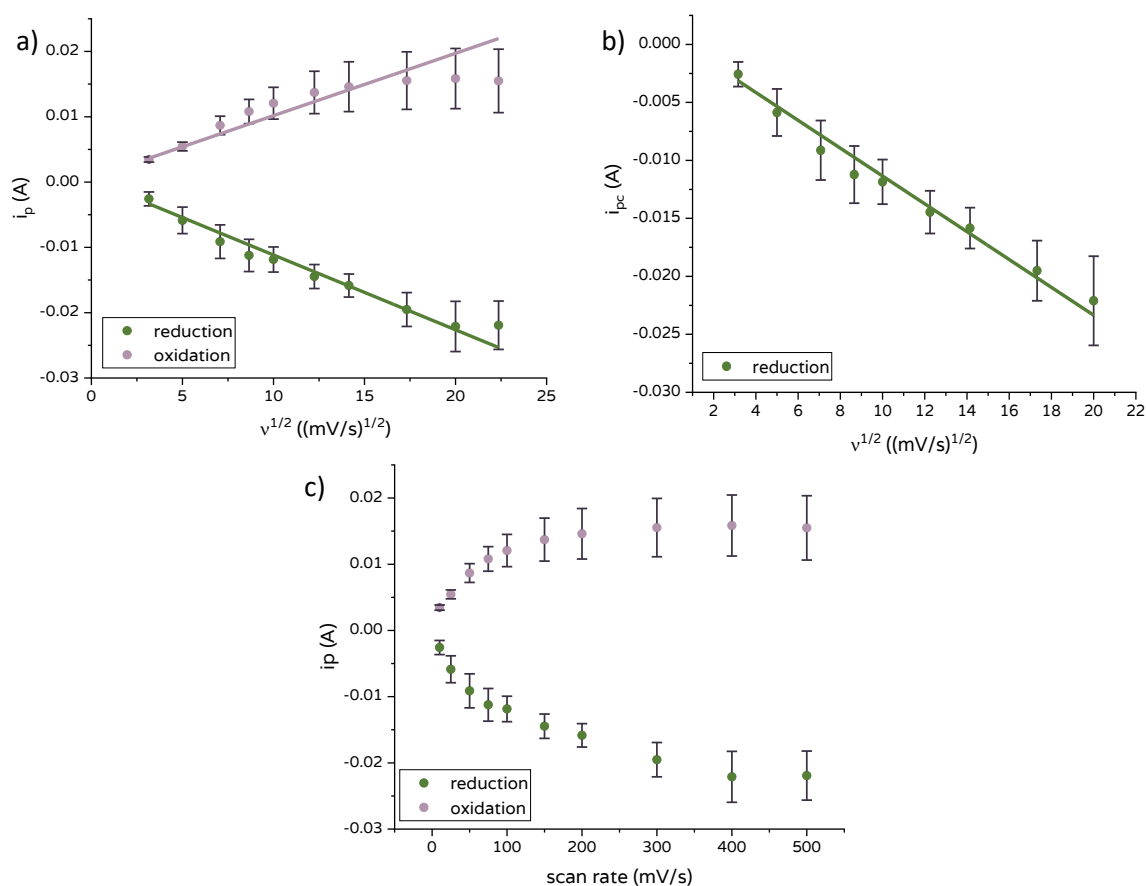 a)
0.02
0.01
0.00
-0.01
-0.02
-0.03
i_p (A)
reduction
oxidation
0 5 10 15 20 25
ν^1/2 ((mV/s)^1/2)
b)
0.000
-0.005
-0.010
-0.015
-0.020
-0.025
-0.030
i_pc (A)
reduction
2 4 6 8 10 12 14 16 18 20 22
ν^1/2 ((mV/s)^1/2)
c)
0.02
0.01
0.00
-0.01
-0.02
-0.03
ip (A)
reduction
oxidation
0 100 200 300 400 500
scan rate (mV/s)